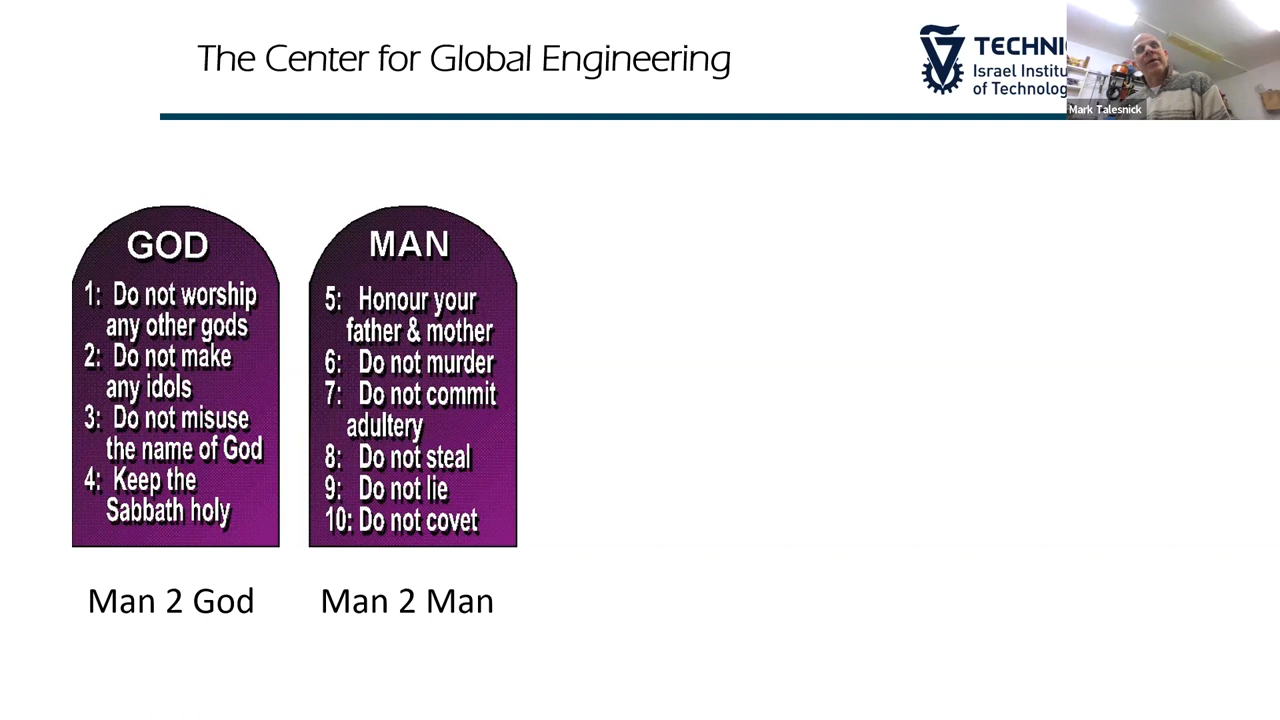 The Center for Global Engineering
TECHNI
Israel Institu
of Technolog
Mark Talesnick
GOD
1: Do not worship
any other gods
2: Do not make
any idols
3: Do not misuse
the name of God
4: Keep the
Sabbath holy
MAN
5: Honour your
father & mother
6: Do not murder
7: Do not commit
adultery
8: Do not steal
9: Do not lie
10: Do not covet
Man 2 God
Man 2 Man